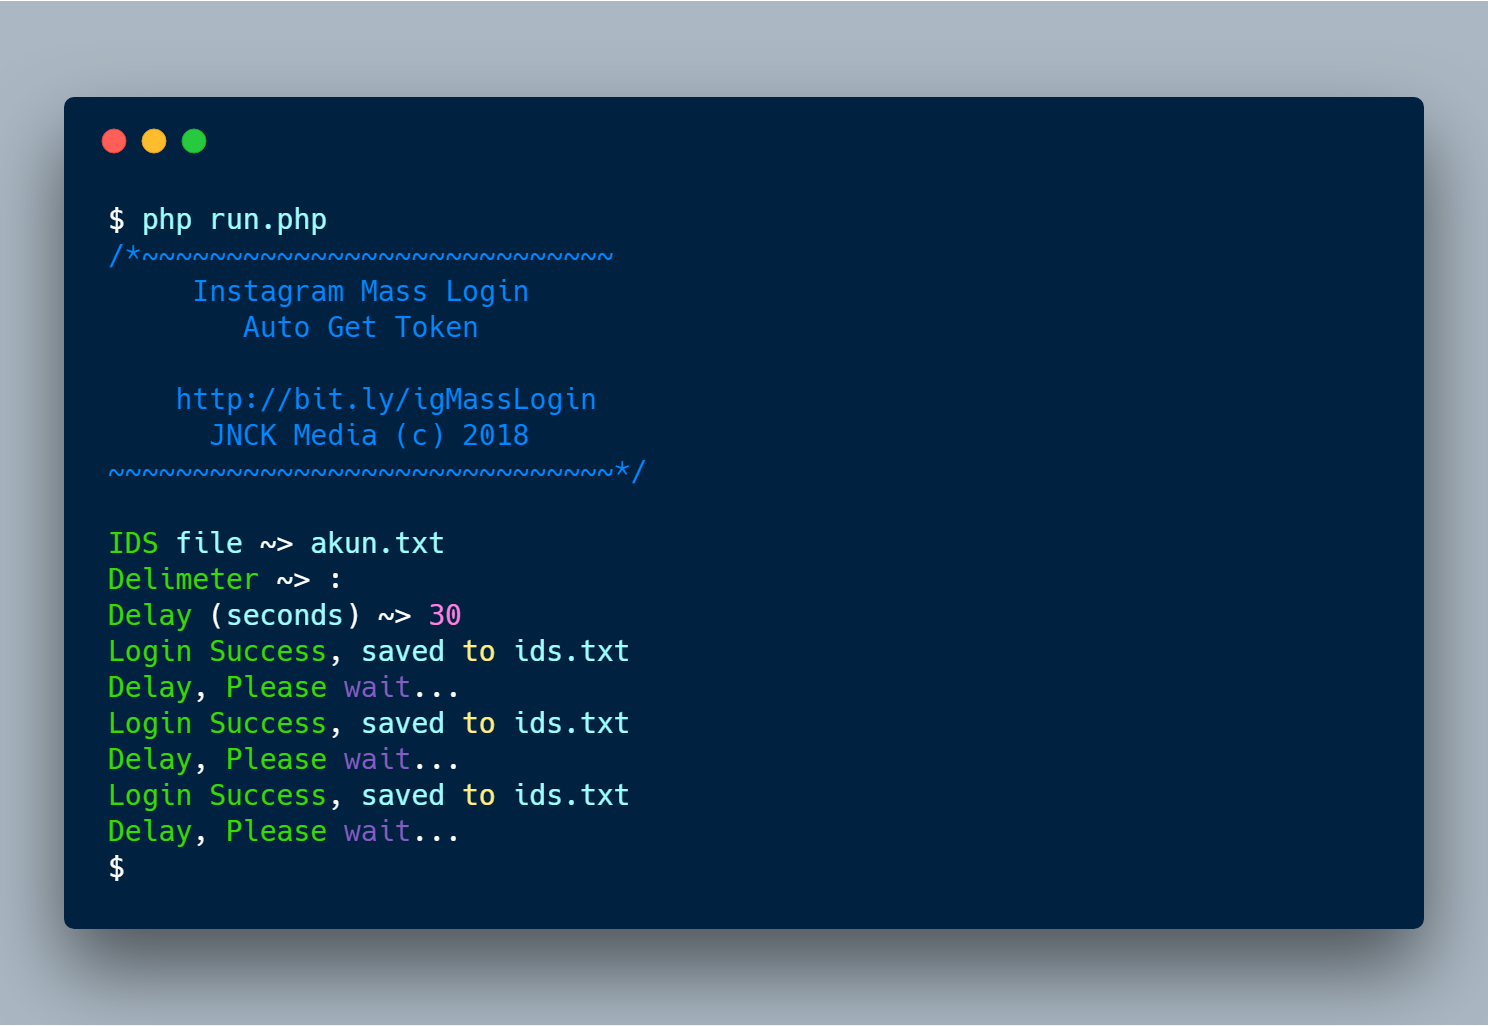 $ php run.php
/*~~~~~~~~~~~~~~~~~~~~~~~~~~~~
Instagram Mass Login
Auto Get Token
http://bit.ly/igMassLogin
JNCK Media (c) 2018
~~~~~~~~~~~~~~~~~~~~~~~~~~~~~~*/
IDS file ~> akun.txt
Delimeter ~> :
Delay (seconds) ~> 30
Login Success, saved to ids.txt
Delay, Please wait...
Login Success, saved to ids.txt
Delay, Please wait...
Login Success, saved to ids.txt
Delay, Please wait...
$